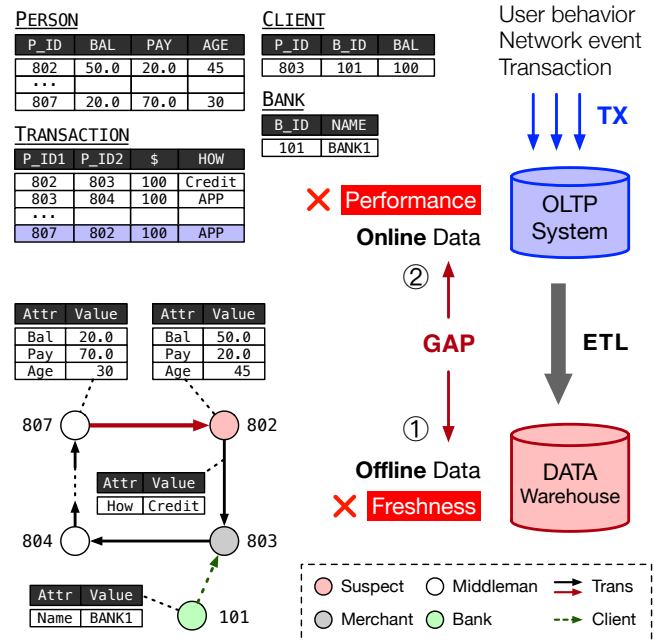 PERSON
P_ID BAL PAY AGE
802 50.0 20.0 45
...
807 20.0 70.0 30
CLIENT
P_ID B_ID BAL
803 101 100
BANK
B_ID NAME
101 BANK1
TRANSACTION
P_ID1 P_ID2 $ HOW
802 803 100 Credit
803 804 100 APP
...
807 802 100 APP
User behavior
Network event
Transaction
TX
OLTP
System
Performance
Online Data
②
GAP
ETL
①
Offline Data
Freshness
DATA
Warehouse
Attr Value
Bal 20.0
Pay 70.0
Age 30
Attr Value
Bal 50.0
Pay 20.0
Age 45
807
802
Attr Value
How Credit
804
803
Attr Value
Name BANK1
101
Suspect Middleman Trans
Merchant Bank Client